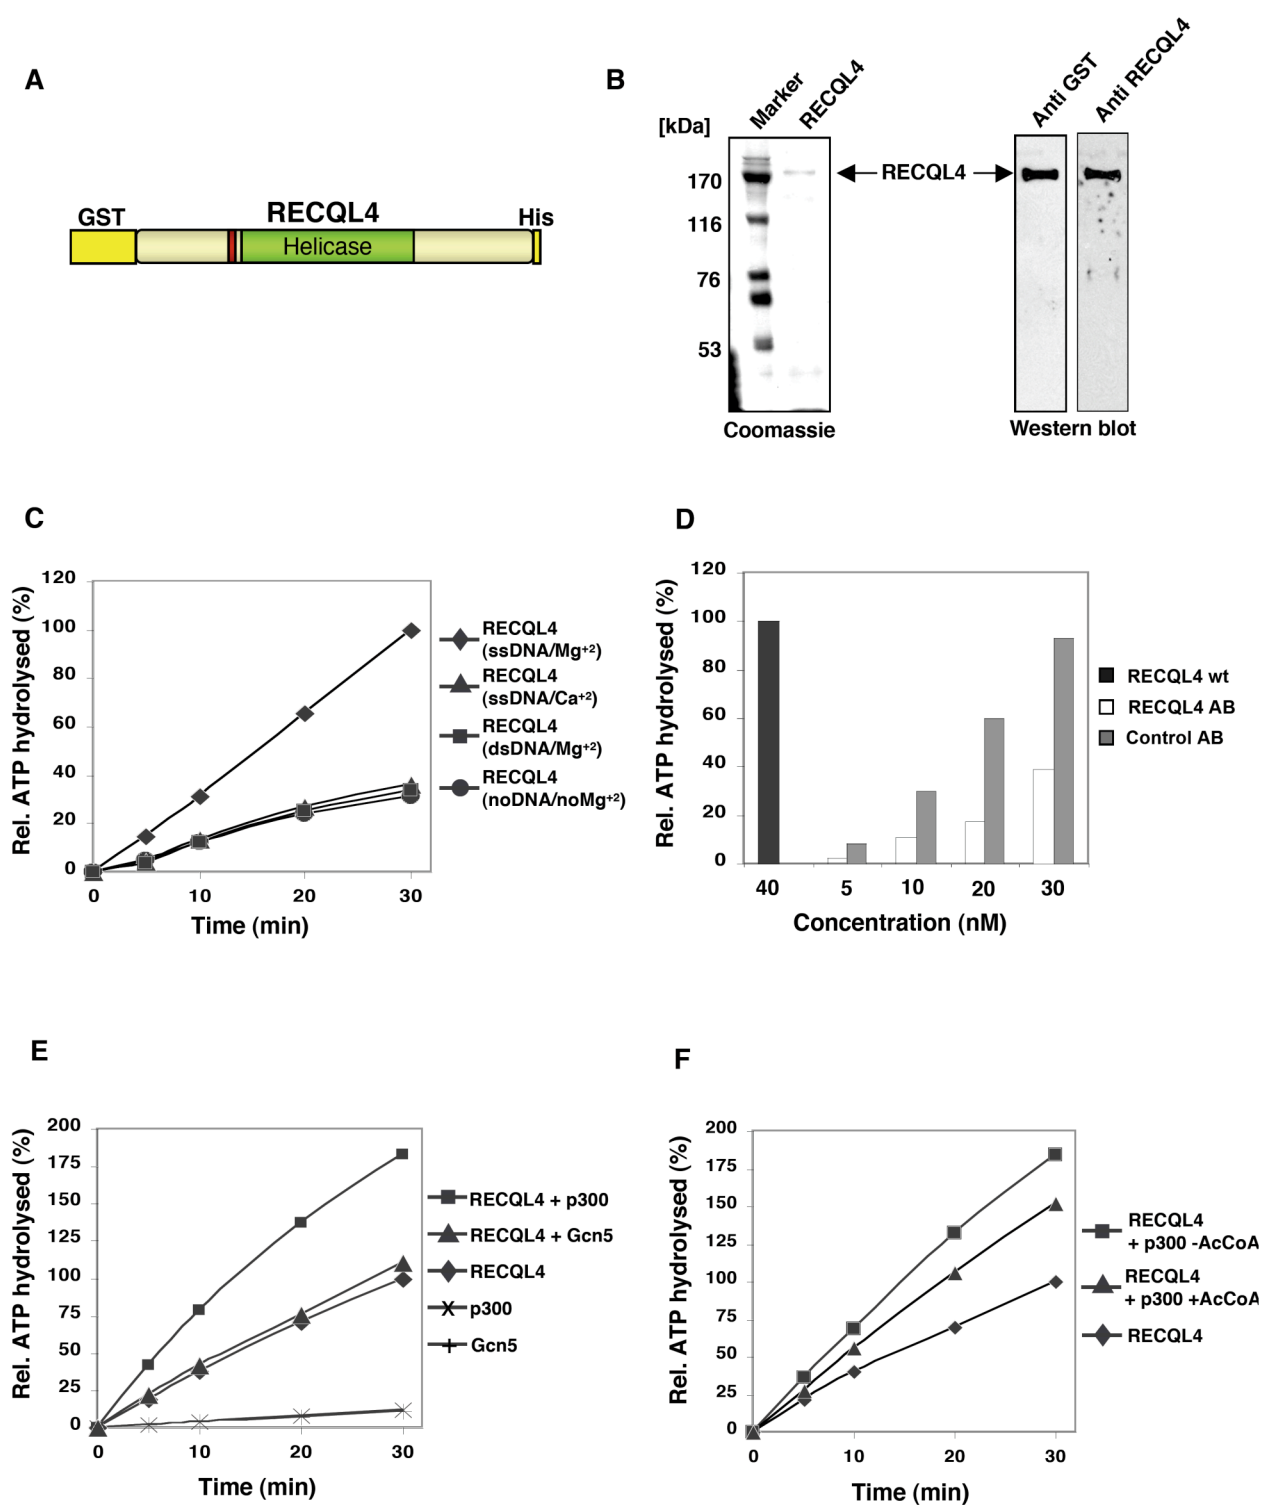 A
GST
RECQL4
His
Helicase
B
[kDa]
Marker
RECQL4
Anti GST
Anti RECQL4
170
116
76
53
RECQL4
Coomassie
Western blot
C
Rel. ATP hydrolysed (%)
120
100
80
60
40
20
0
0
10
20
30
Time (min)
RECQL4
(ssDNA/Mg+2)
RECQL4
(ssDNA/Ca+2)
RECQL4
(dsDNA/Mg+2)
RECQL4
(noDNA/noMg+2)
D
Rel. ATP hydrolysed (%)
120
100
80
60
40
20
0
40
5
10
20
30
Concentration (nM)
RECQL4 wt
RECQL4 AB
Control AB
E
Rel. ATP hydrolysed (%)
200
175
150
125
100
75
50
25
0
0
10
20
30
Time (min)
RECQL4 + p300
RECQL4 + Gcn5
RECQL4
p300
Gcn5
F
Rel. ATP hydrolysed (%)
200
175
150
125
100
75
50
25
0
0
10
20
30
Time (min)
RECQL4
+ p300 -AcCoA
RECQL4
+ p300 +AcCoA
RECQL4